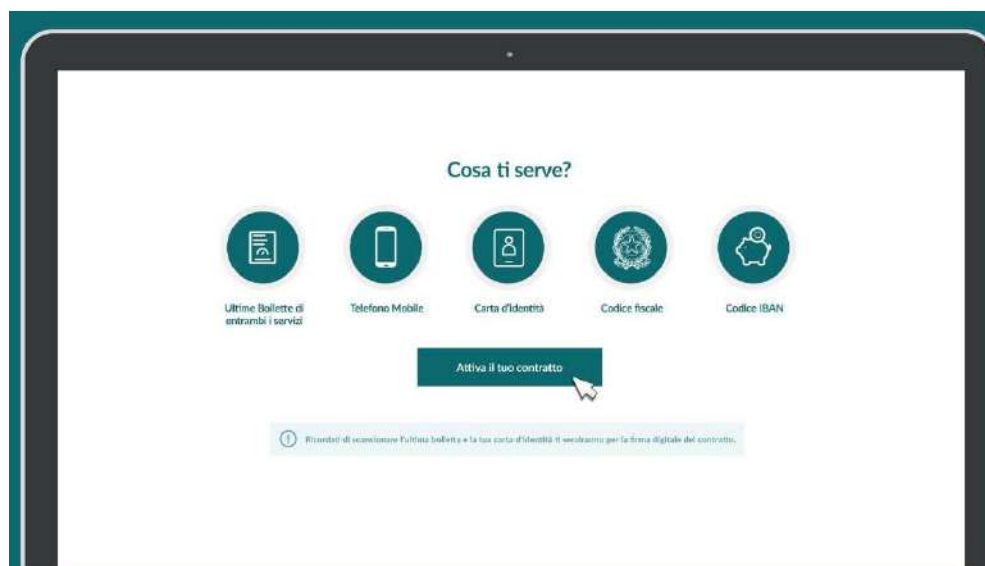 Cosa ti serve?
Ultime Bollette di
entrambi i servizi
Telefono Mobile
Carta d'identità
Codice fiscale
Codice IBAN
Attiva il tuo contratto
Ricordati di scansionare l'ultima bolletta e la tua carta d'identità ti serviranno per la firma digitale del contratto.